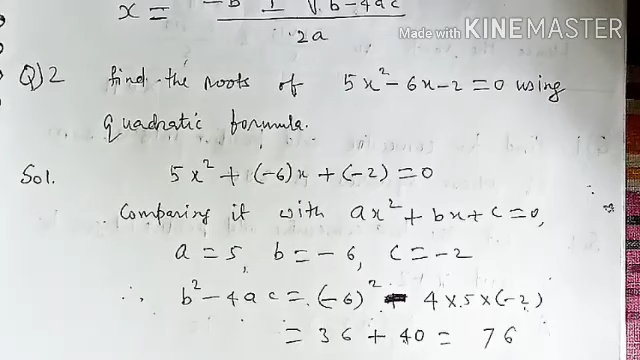 x = -b ± √b-4ac
2a
Made with KINEMASTER
Q)2 find the roots of 5x² - 6x - 2 = 0 using
quadratic formula.
Sol. 5x² + (-6)x + (-2) = 0
Comparing it with ax² + bx + c = 0,
a = 5, b = -6, c = -2
∴ b² - 4ac = (-6)² - 4 x 5 x (-2)
= 36 + 40 = 76